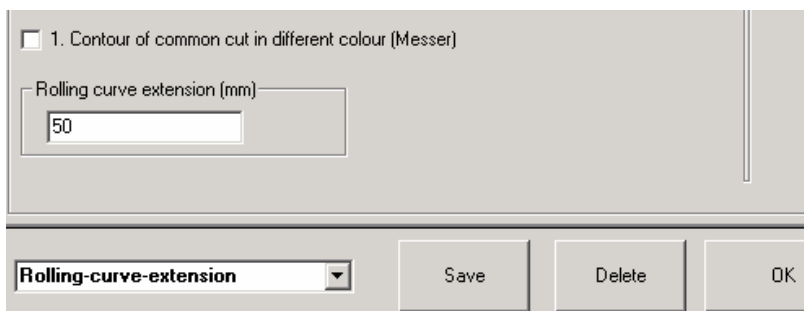 1. Contour of common cut in different colour (Messer)
Rolling curve extension (mm)
50
Rolling-curve-extension
Save
Delete
OK